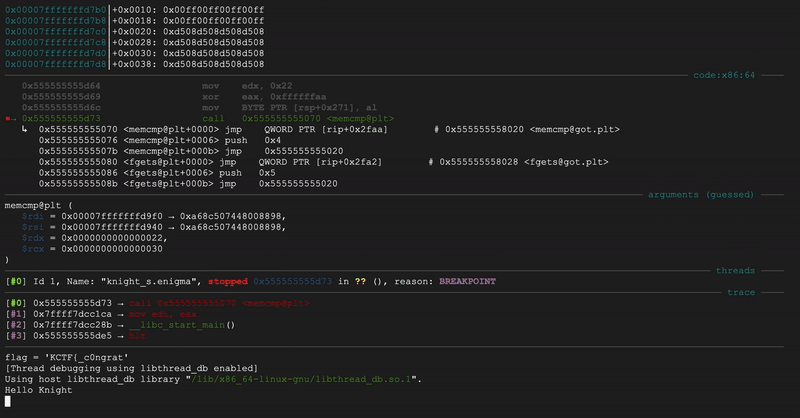 0x00007fffffffd7b0│+0x0010: 0x00ff00ff00ff00ff
0x00007fffffffd7b8│+0x0018: 0x00ff00ff00ff00ff
0x00007fffffffd7c0│+0x0020: 0xd508d508d508d508
0x00007fffffffd7c8│+0x0028: 0xd508d508d508d508
0x00007fffffffd7d0│+0x0030: 0xd508d508d508d508
0x00007fffffffd7d8│+0x0038: 0xd508d508d508d508
code:x86:64
0x555555555d64 mov edx, 0x22
0x555555555d69 xor eax, 0xffffffaa
0x555555555d6c mov BYTE PTR [rsp+0x271], al
→ 0x555555555d73 call 0x555555555070 <memcmp@plt>
↳ 0x555555555070 <memcmp@plt+0000> jmp QWORD PTR [rip+0x2faa] # 0x555555558020 <memcmp@got.plt>
0x555555555076 <memcmp@plt+0006> push 0x4
0x55555555507b <memcmp@plt+000b> jmp 0x555555555020
0x555555555080 <fgets@plt+0000> jmp QWORD PTR [rip+0x2fa2] # 0x555555558028 <fgets@got.plt>
0x555555555086 <fgets@plt+0006> push 0x5
0x55555555508b <fgets@plt+000b> jmp 0x555555555020
arguments (guessed)
memcmp@plt (
$rdi = 0x00007fffffffd9f0 → 0xa68c507448008898,
$rsi = 0x00007fffffffd940 → 0xa68c507448008898,
$rdx = 0x0000000000000022,
$rcx = 0x0000000000000030
)
threads
[#0] Id 1, Name: "knight_s.enigma", stopped 0x555555555d73 in ?? (), reason: BREAKPOINT
trace
[#0] 0x555555555d73 → call 0x555555555070 <memcmp@plt>
[#1] 0x7ffff7dcc1ca → mov edi, eax
[#2] 0x7ffff7dcc28b → __libc_start_main()
[#3] 0x555555555de5 → hlt
flag = 'KCTF{_c0ngrat'
[Thread debugging using libthread_db enabled]
Using host libthread_db library "/lib/x86_64-linux-gnu/libthread_db.so.1".
Hello Knight